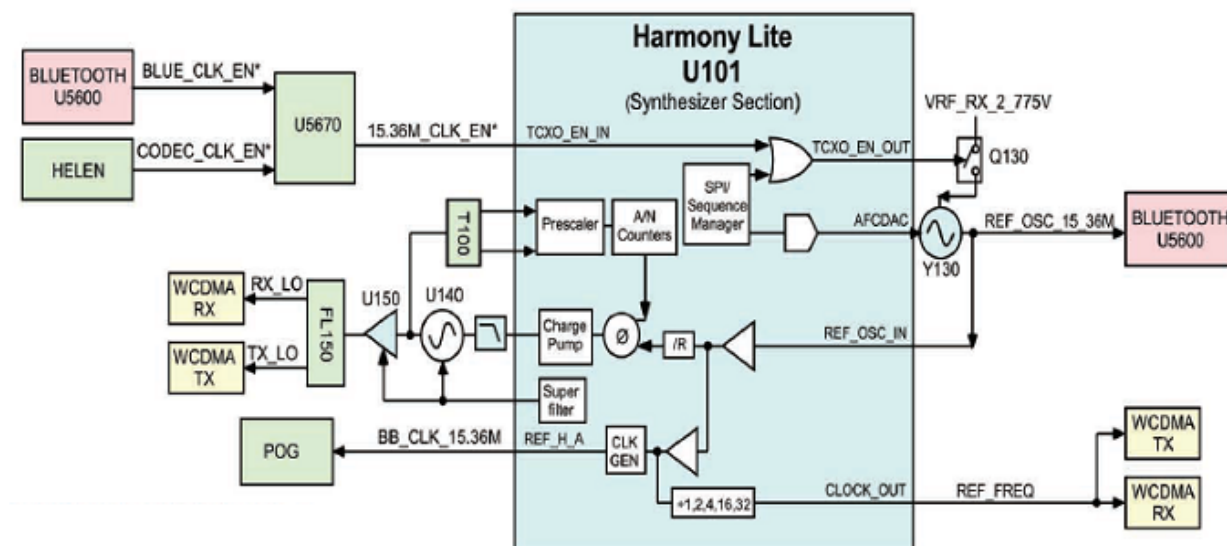 Harmony Lite
U101
(Synthesizer Section)
BLUETOOTH
U5600
BLUE_CLK_EN*
HELEN
CODEC_CLK_EN*
U5670
15.36M_CLK_EN*
TCXO_EN_IN
TCXO_EN_OUT
VRF_RX_2_775V
Q130
SPI/
Sequence
Manager
AFCDAC
Y130
REF_OSC_15_36M
BLUETOOTH
U5600
T100
Prescaler
A/N
Counters
WCDMA
RX
RX_LO
WCDMA
TX
TX_LO
FL150
U150
U140
Charge
Pump
Ø
/R
REF_OSC_IN
Super
filter
POG
BB_CLK_15.36M
REF_H_A
CLK
GEN
+1,2,4,16,32
CLOCK_OUT
REF_FREQ
WCDMA
TX
WCDMA
RX